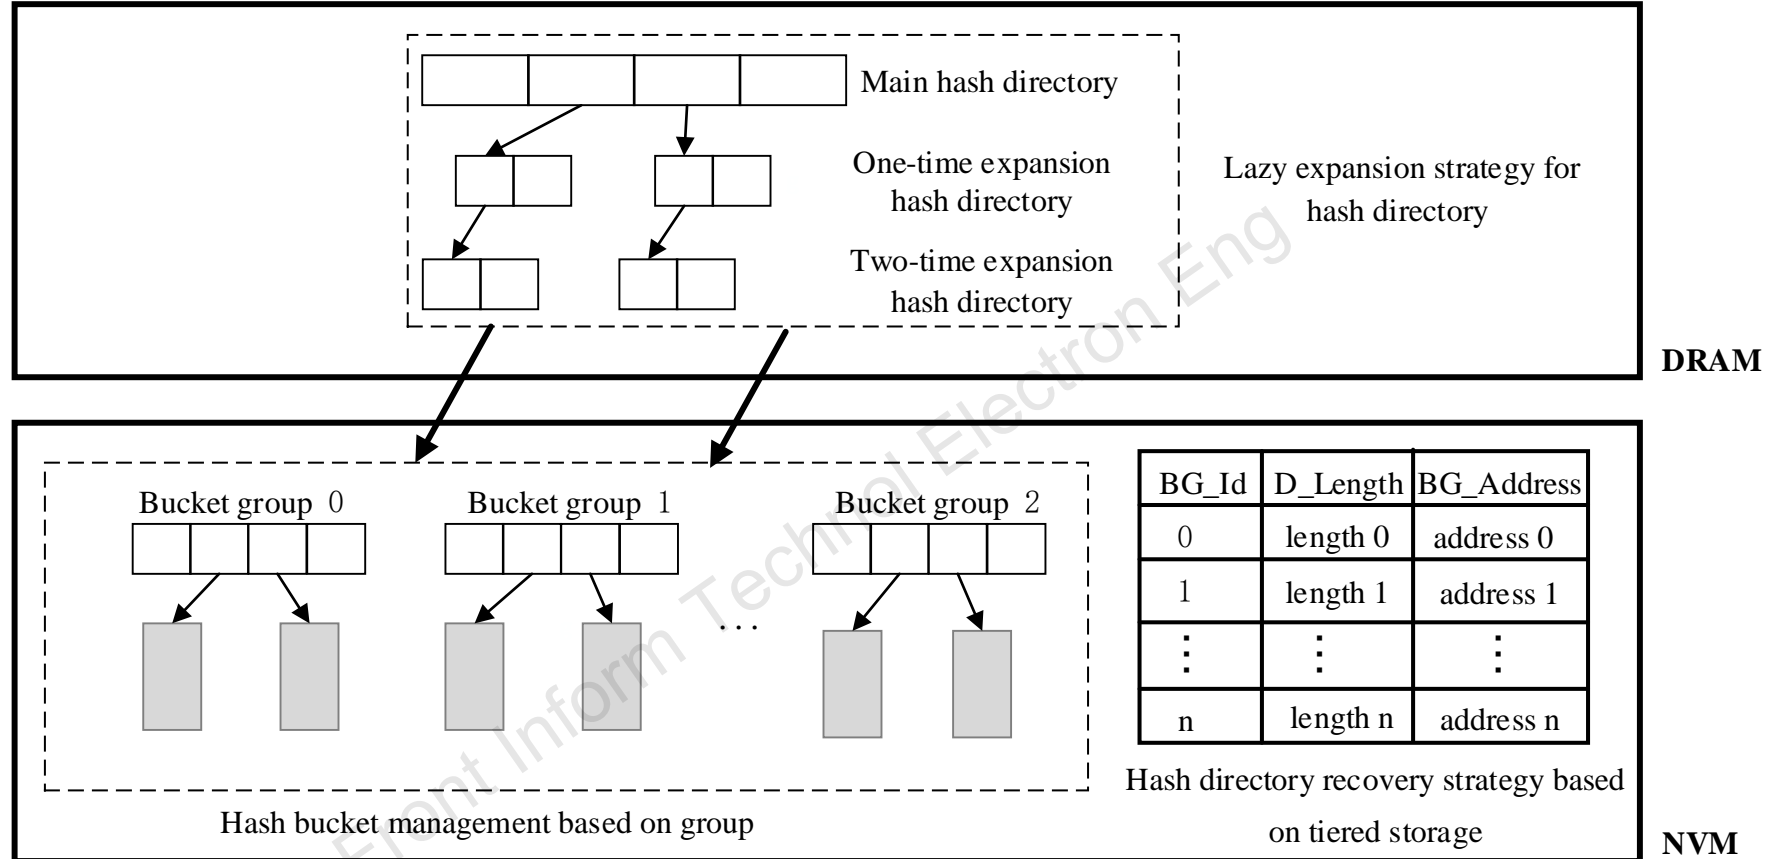 Main hash directory
One-time expansion
hash directory
Two-time expansion
hash directory
Lazy expansion strategy for
hash directory
DRAM
Bucket group 0
Bucket group 1
Bucket group 2
...
Hash bucket management based on group
BG_Id D_Length BG_Address
0 length 0 address 0
1 length 1 address 1
⋮ ⋮ ⋮
n length n address n
Hash directory recovery strategy based
on tiered storage
NVM
Front Inform Technol Electron Eng